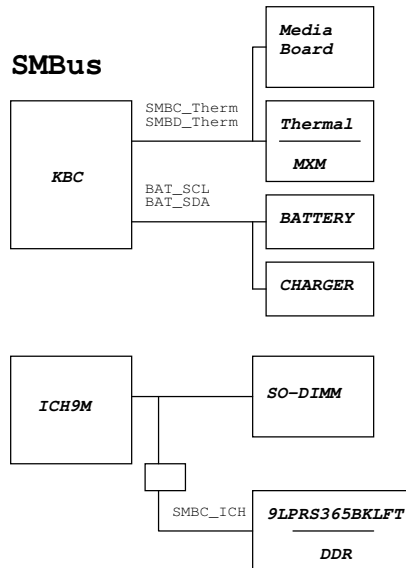 Media
Board
SMBus
SMBC_Therm
SMBD_Therm
Thermal
MXM
KBC
BAT_SCL
BAT_SDA
BATTERY
CHARGER
ICH9M
SO-DIMM
SMBC_ICH
9LPRS365BKLFT
DDR